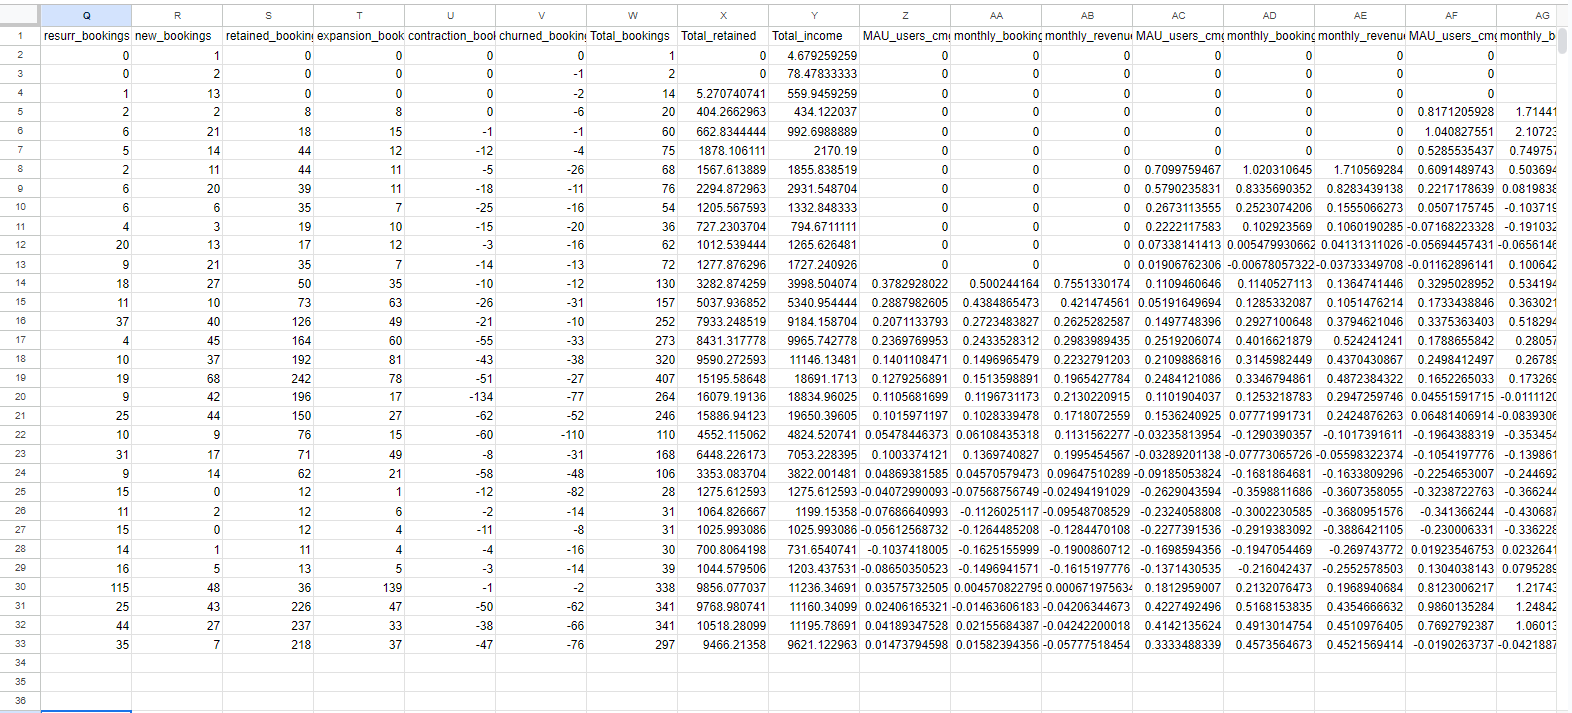 Q R S T U V W X Y Z AA AB AC AD AE AF AG
1 resurr_bookings new_bookings retained_booking expansion_book contraction_bool churned_booking Total_bookings Total_retained Total_income MAU_users_cmg monthly_booking monthly_revenu MAU_users_cmg monthly_booking monthly_revenu MAU_users_cmg monthly_b
2 0 1 0 0 0 0 1 0 4.679259259 0 0 0 0 0 0 0
3 0 2 0 0 0 -1 2 0 78.47833333 0 0 0 0 0 0 0
4 1 13 0 0 0 -2 14 5.270740741 559.9459259 0 0 0 0 0 0 0
5 2 2 8 8 0 -6 20 404.2662963 434.122037 0 0 0 0 0 0 0.8171205928 1.71441
6 6 21 18 15 -1 -1 60 662.8344444 992.6988889 0 0 0 0 0 0 1.040827551 2.10723
7 5 14 44 12 -12 -4 75 1878.106111 2170.19 0 0 0 0 0 0 0.5285535437 0.749757
8 2 11 44 11 -5 -26 68 1567.613889 1855.838519 0 0 0 0.7099759467 1.020310645 1.710569284 0.6091489743 0.503694
9 6 20 39 11 -18 -11 76 2294.872963 2931.548704 0 0 0 0.5790235831 0.8335690352 0.8283439138 0.2217178639 0.0819838
10 6 6 35 7 -25 -16 54 1205.567593 1332.848333 0 0 0 0.2673113555 0.2523074206 0.1555066273 0.0507175745 -0.103719
11 4 3 19 10 -15 -20 36 727.2303704 794.6711111 0 0 0 0.2222117583 0.102923569 0.1060190285 -0.07168223328 -0.191032
12 20 13 17 12 -3 -16 62 1012.539444 1265.626481 0 0 0 0.07338141413 0.005479930662 0.04131311026 -0.05694457431 -0.0656146
13 9 21 35 7 -14 -13 72 1277.876296 1727.240926 0 0 0 0.01906762306 -0.00678057322 -0.03733349708 -0.01162896141 0.100642
14 18 27 50 35 -10 -12 130 3282.874259 3998.504074 0.3782928022 0.500244164 0.7551330174 0.1109460646 0.1140527113 0.1364741446 0.3295028952 0.534194
15 11 10 73 63 -26 -31 157 5037.936852 5340.954444 0.2887982605 0.4384865473 0.421474561 0.05191649694 0.1285332087 0.1051476214 0.1733438846 0.363021
16 37 40 126 49 -21 -10 252 7933.248519 9184.158704 0.2071133793 0.2723483827 0.2625282587 0.1497748396 0.2927100648 0.3794621046 0.3375363403 0.518294
17 4 45 164 60 -55 -33 273 8431.317778 9965.742778 0.2369769953 0.2433528312 0.2983989435 0.2519206074 0.4016621879 0.524241241 0.1788655842 0.28057
18 10 37 192 81 -43 -38 320 9590.272593 11146.13481 0.1401108471 0.1496965479 0.2232791203 0.2109886816 0.3145982449 0.4370430867 0.2498412497 0.26789
19 19 68 242 78 -51 -27 407 15195.58648 18691.1713 0.1279256891 0.1513598891 0.1965427784 0.2484121086 0.3346794861 0.4872384322 0.1652265033 0.173269
20 9 42 196 17 -134 -77 264 16079.19136 18834.96025 0.1105681699 0.1196731173 0.2130220915 0.1101904037 0.1253218783 0.2947259746 0.04551591715 -0.0111120
21 25 44 150 27 -62 -52 246 15886.94123 19650.39605 0.1015971197 0.1028339478 0.1718072559 0.1536240925 0.07771991731 0.2424876263 0.06481406914 -0.0839306
22 10 9 76 15 -60 -110 110 4552.115062 4824.520741 0.05478446373 0.06108435318 0.1131562277 -0.03235813954 -0.1290390357 -0.1017391611 -0.1964388319 -0.353454
23 31 17 71 49 -8 -31 168 6448.226173 7053.228395 0.1003374121 0.1369740827 0.1995454567 -0.03289201138 -0.07773065726 -0.05598322374 -0.1054197776 -0.139861
24 9 14 62 21 -58 -48 106 3353.083704 3822.001481 0.04869381585 0.04570579473 0.09647510289 -0.09185053824 -0.1681864681 -0.1633809296 -0.2254653007 -0.244692
25 15 0 12 1 -12 -82 28 1275.612593 1275.612593 -0.04072990093 -0.07568756749 -0.02494191029 -0.2629043594 -0.3598811686 -0.3607358055 -0.3238722763 -0.366244
26 11 2 12 6 -2 -14 31 1064.826667 1199.15358 -0.07686640993 -0.1126025117 -0.09548708529 -0.2324058808 -0.3002230585 -0.3680951576 -0.341366244 -0.430687
27 15 0 12 4 -11 -8 31 1025.993086 1025.993086 -0.05612568732 -0.1264485208 -0.1284470108 -0.2277391536 -0.2919383092 -0.3886421105 -0.230006331 -0.336228
28 14 1 11 4 -4 -16 30 700.8064198 731.6540741 -0.1037418005 -0.1625155999 -0.1900860712 -0.1698594356 -0.1947054469 -0.269743772 0.01923546753 0.0232641
29 16 5 13 5 -3 -14 39 1044.579506 1203.437531 -0.08650350523 -0.1496941571 -0.1615197776 -0.1371430535 -0.216042437 -0.2552578503 0.1304038143 0.0795289
30 115 48 36 139 -1 -2 338 9856.077037 11236.34691 0.03575732505 0.004570822795 0.000671975634 0.1812959007 0.2132076473 0.1968940684 0.8123006217 1.21743
31 25 43 226 47 -50 -62 341 9768.980741 11160.34099 0.02406165321 -0.01463606183 -0.04206344673 0.4227492496 0.5168153835 0.4354666632 0.9860135284 1.24842
32 44 27 237 33 -38 -66 341 10518.28099 11195.78691 0.04189347528 0.02155684387 -0.04242200018 0.4142135624 0.4913014754 0.4510976405 0.7692792387 1.06013
33 35 7 218 37 -47 -76 297 9466.21358 9621.122963 0.01473794598 0.01582394356 -0.05777518454 0.3333488339 0.4573564673 0.4521569414 -0.0190263737 -0.0421887
34
35
36